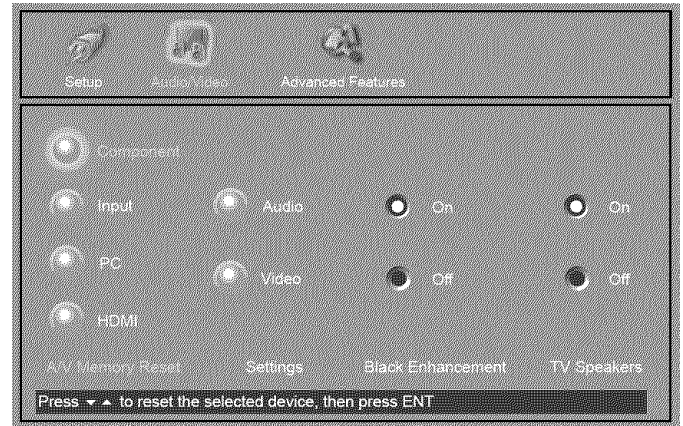 Setup
Audio/Video
Advanced Features
Component
Input
Audio
On
On
PC
Video
Off
Off
HDMI
A/V Memory Reset
Settings
Black Enhancement
TV Speakers
Press ▼ ▲ to reset the selected device, then press ENT